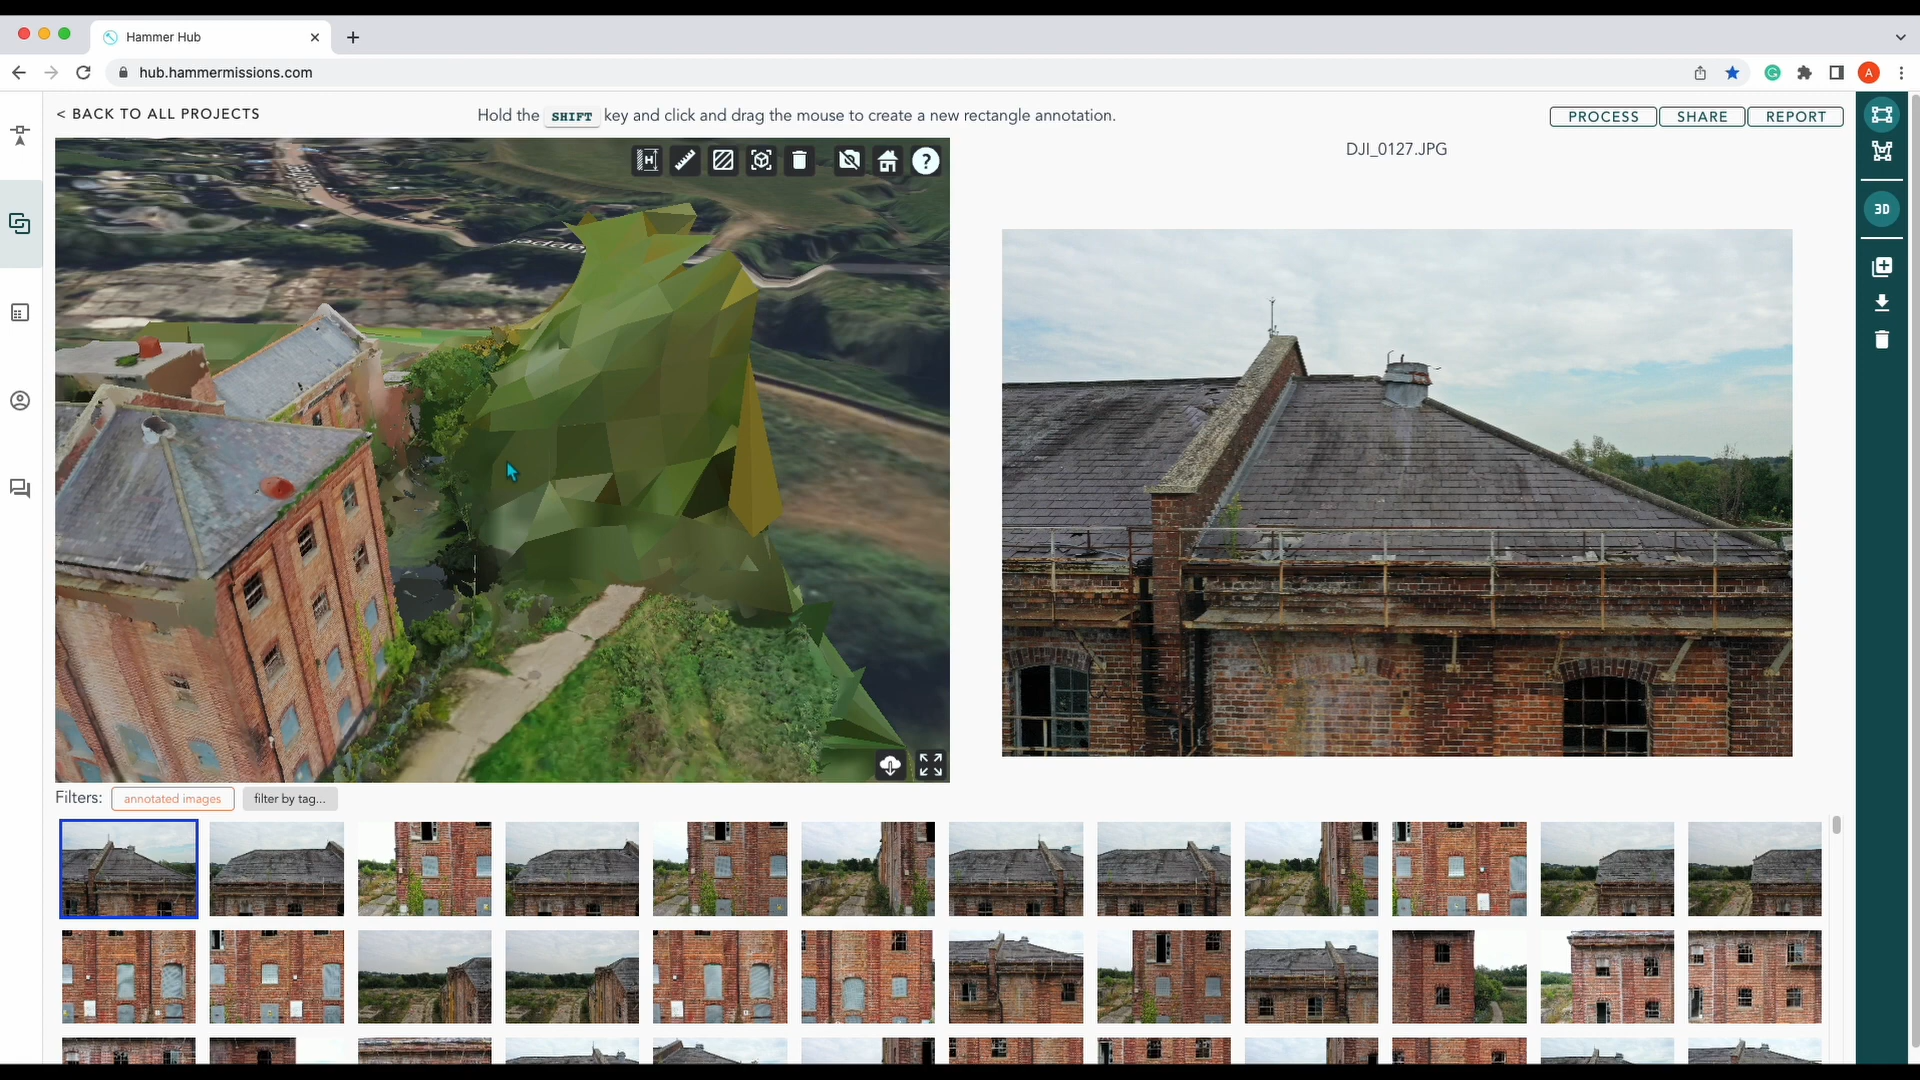 Hammer Hub
hub.hammermissions.com
A
< BACK TO ALL PROJECTS
Hold the SHIFT key and click and drag the mouse to create a new rectangle annotation.
PROCESS
SHARE
REPORT
DJI_0127.JPG
H
?
3D
Filters:
annotated images
filter by tag...